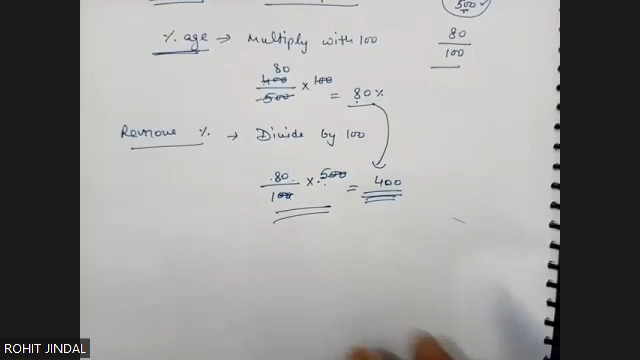 500
% age → Multiply with 100
80
100
80
400
500 × 100 = 80%
Remove % → Divide by 100
80
100 × 500 = 400
ROHIT JINDAL